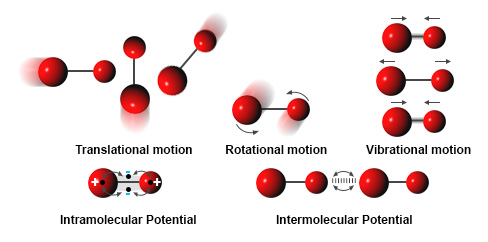 Translational motion
Rotational motion
Vibrational motion
+ - - +
Intramolecular Potential
Intermolecular Potential